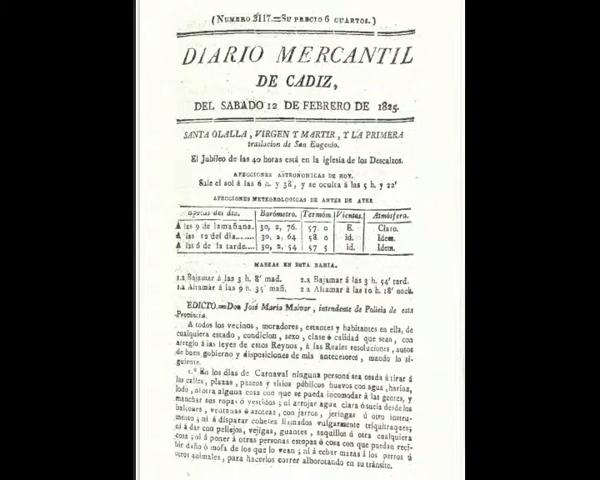 (Numero 3117.=Su precio 6 cuartos.)
DIARIO MERCANTIL
DE CADIZ,
DEL SABADO 12 DE FEBRERO DE 1825.
SANTA OLALLA, VIRGEN Y MARTIR, Y LA PRIMERA
traslacion de San Eugenio.
El Jubileo de las 40 horas está en la iglesia de los Descalzos.
AFECCIONES ASTRONOMICAS DE HOY.
Sale el sol á las 6 h. y 38', y se oculta á las 5 h. y 22'
AFECCIONES METEOROLOGICAS DE ANTES DE AYER
Epocas del dia. Barómetro. Termóm. Vientos. Atmósfera.
A las 9 de la mañana. 30, 2, 76. 57 0 E. Claro.
A las 12 del dia...... 30, 2, 64 58 0 id. Idem.
A las 6 de la tarde.... 30, 2, 54 57 5 id. Idem.
MAREAS EN ESTA BAHIA.
1.a Bajamar á las 3 h. 8' mad. 2 a Bajamar á las 3 h. 54' tard.
1.a Altamar á las 9 h. 35' mañ. 2 a Altamar á las 10 h. 18' noch.
EDICTO.=Don José Maria Malvar, intendente de Policia de esta
Provincia.
A todos los vecinos, moradores, estantes y habitantes en ella, de
cualquiera estado, condicion, sexo, clase ó calidad que sean, con
arreglo á las leyes de estos Reynos, á las Reales resoluciones, autos
de buen gobierno y disposiciones de mis antecesores, mando lo si-
guiente.
1.º En los dias de Carnaval ninguna persona sea osada á tirar á
las calles, plazas, paseos y sitios públicos huevos con agua, harina,
lodo, ni otra alguna cosa con que se pueda incomodar á las gentes, y
manchar sus ropas ó vestidos; ni arrojar agua clara ó sucia desde los
balcones, ventanas ó azoteas, con jarros, jeringas ú otro instru-
mento; ni á disparar cohetes llamados vulgarmente triquitraques;
ni á dar con pellejos, vejigas, guantes, saquillos ú otra cualquiera
cosa; ni á poner á otras personas estopas ó cosa con que puedan reci-
bir daño ó mofa de los que lo vean; ni á echar mazas á los perros ú
otros animales, para hacerlos correr alborotando en su tránsito.